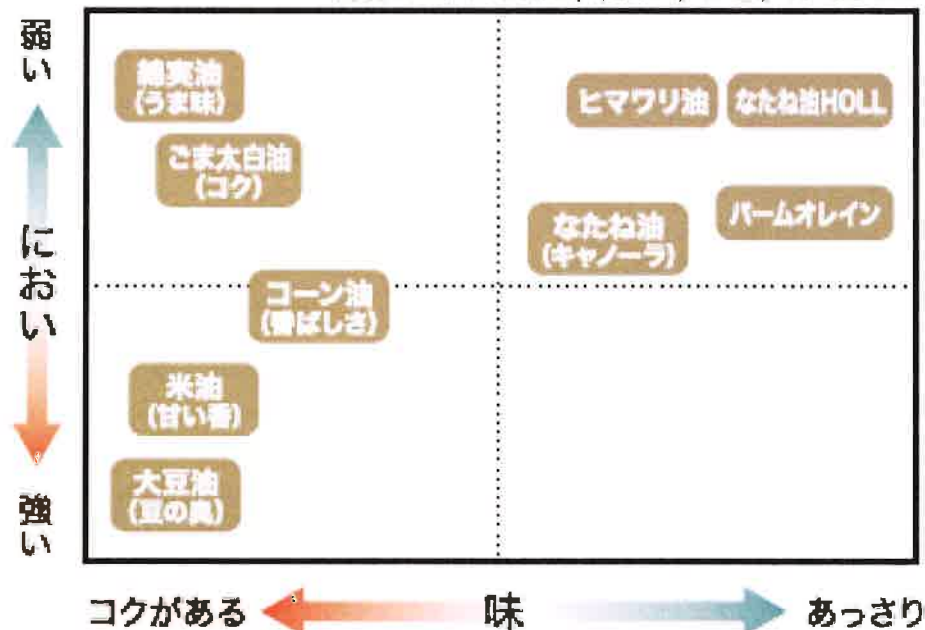 弱い
綿実油
(うま味)
ヒマワリ油
なたね油HOLL
ごま太白油
(コク)
なたね油
(キャノーラ)
パームオレイン
におい
コーン油
(香ばしさ)
米油
(甘い香)
大豆油
(豆の臭)
強い
コクがある
味
あっさり